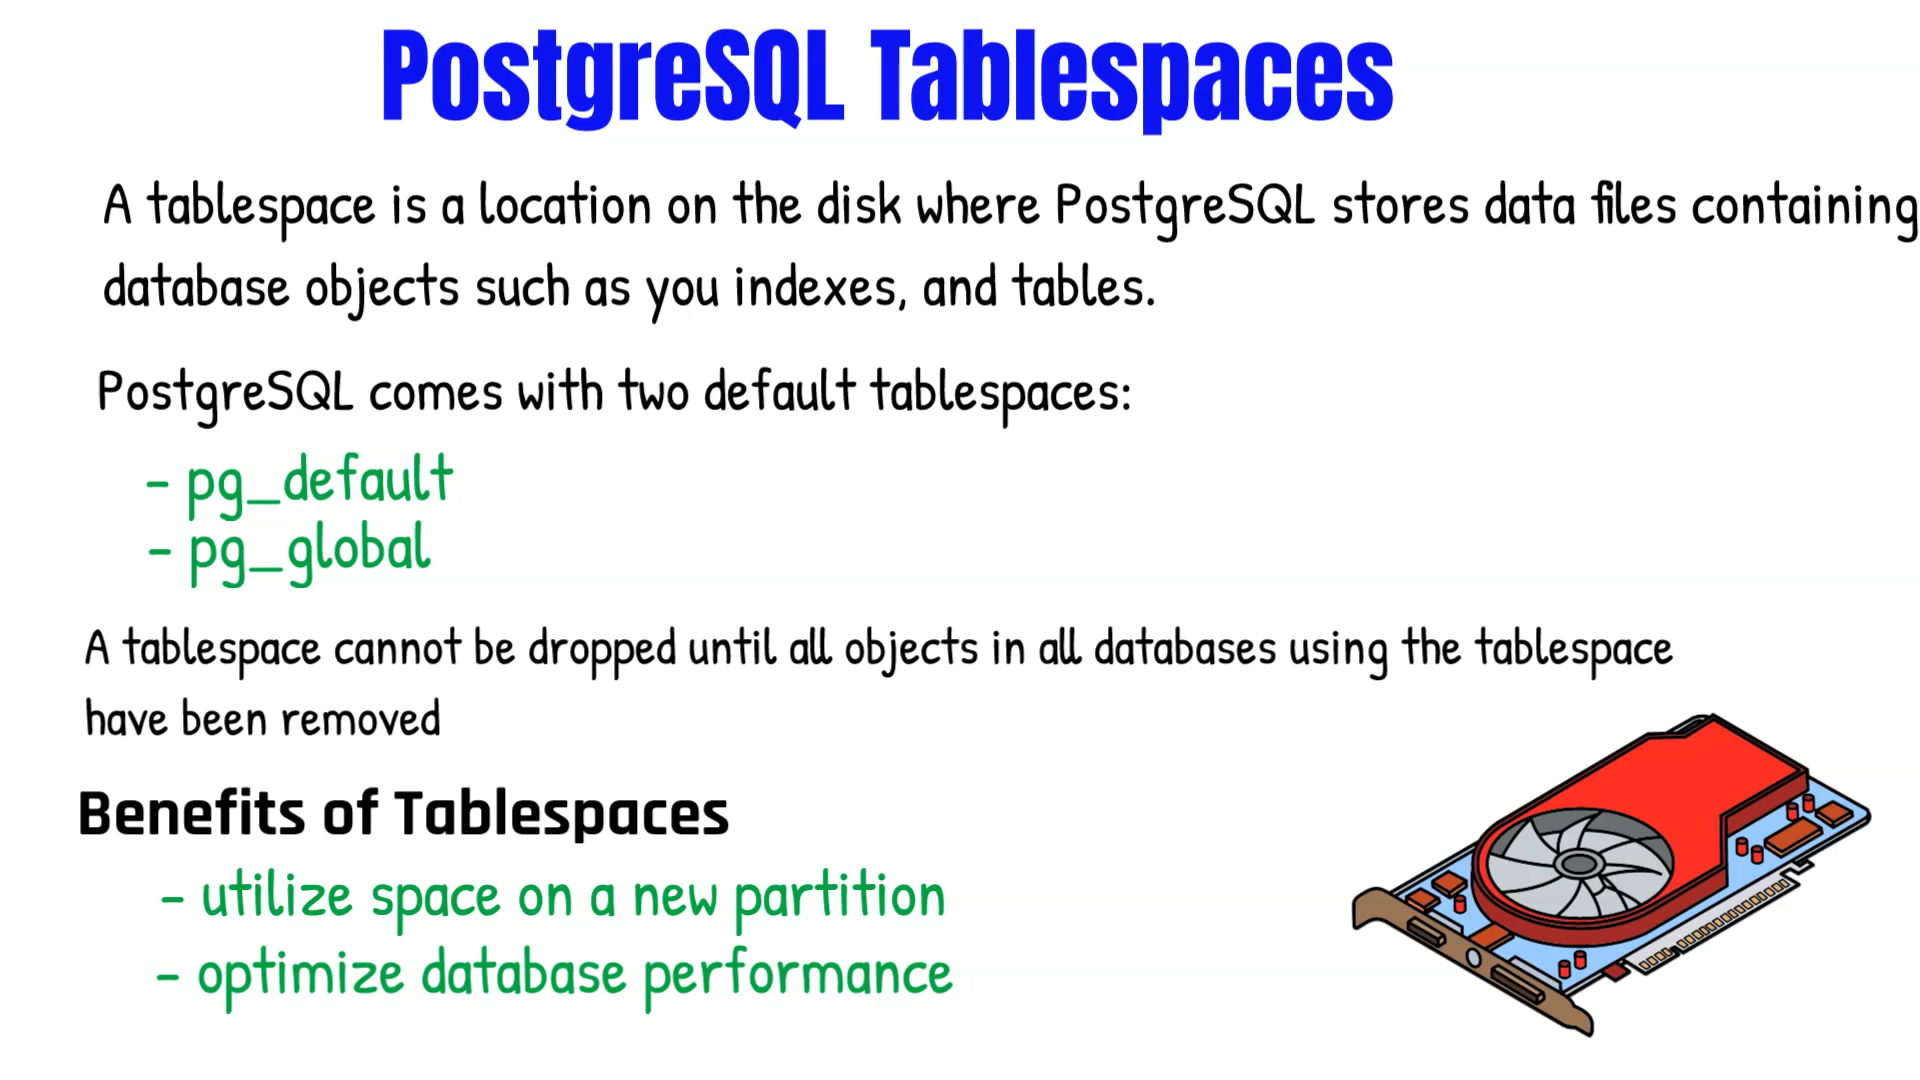 PostgreSQL Tablespaces
A tablespace is a location on the disk where PostgreSQL stores data files containing
database objects such as you indexes, and tables.
PostgreSQL comes with two default tablespaces:
- pg_default
- pg_global
A tablespace cannot be dropped until all objects in all databases using the tablespace
have been removed
Benefits of Tablespaces
- utilize space on a new partition
- optimize database performance